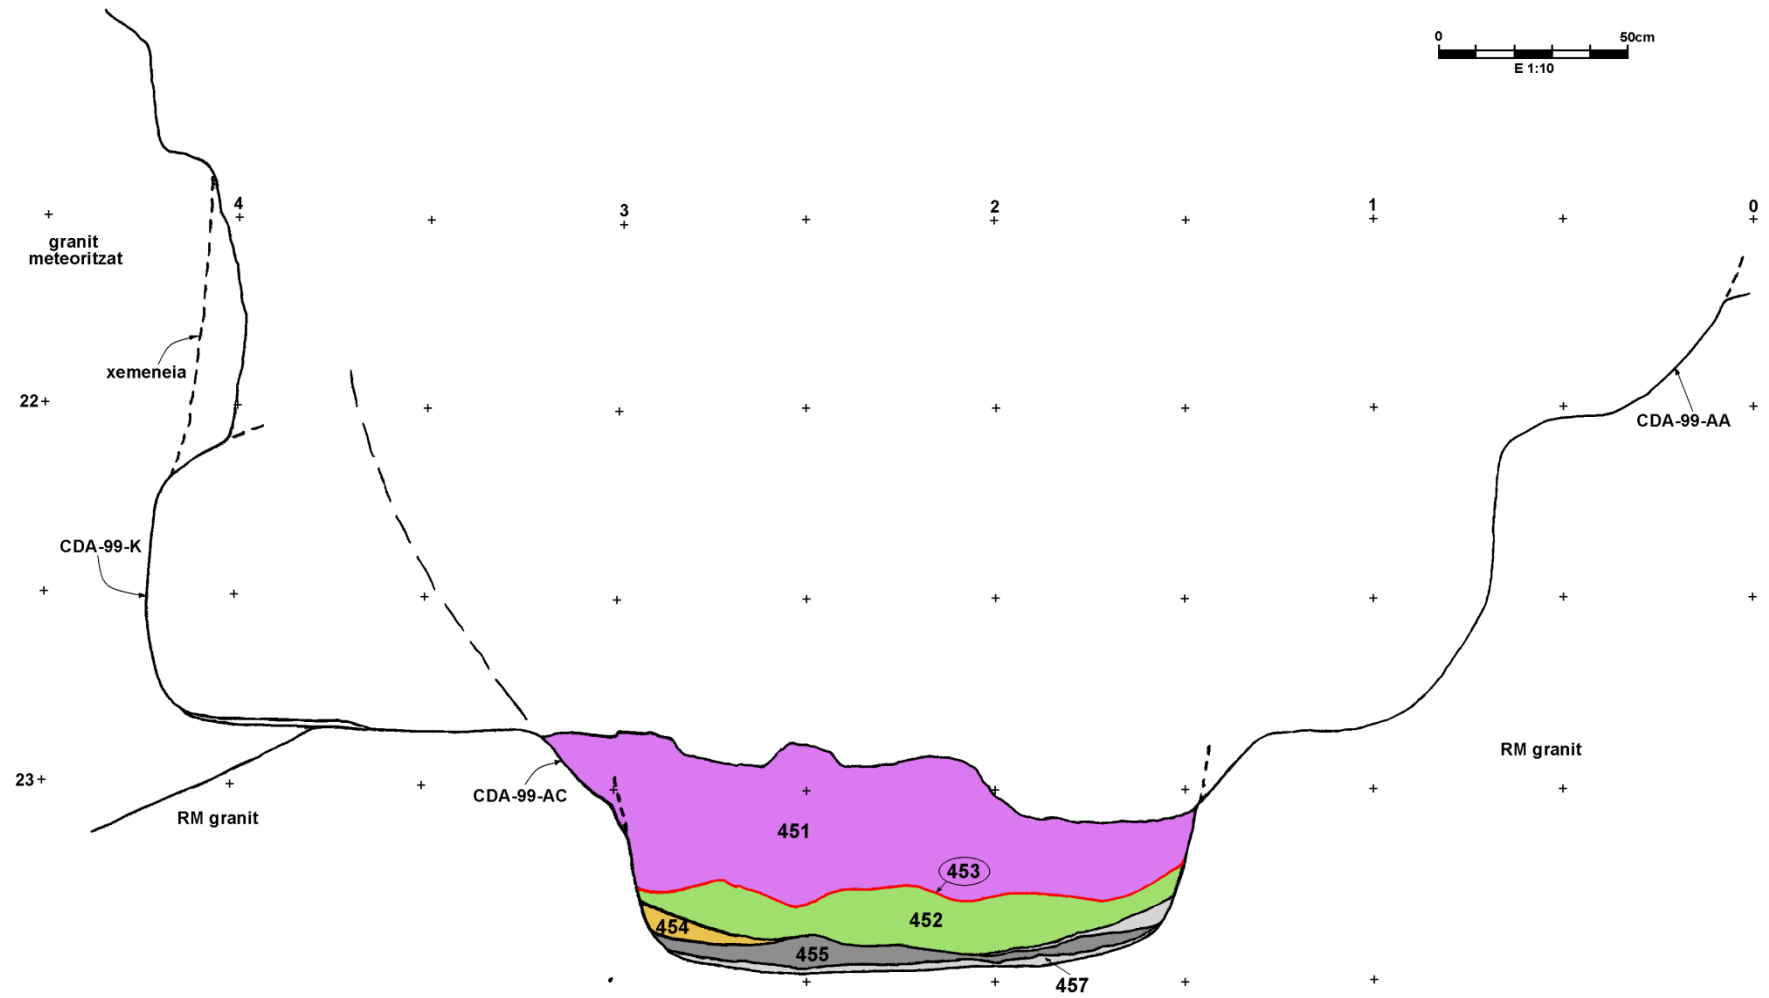 0 50cm
E 1:10
4 3 2 1 0
granit
meteoritzat
xemeneia
22
CDA-99-AA
CDA-99-K
RM granit
23
CDA-99-AC
RM granit
451
453
452
454
455
457